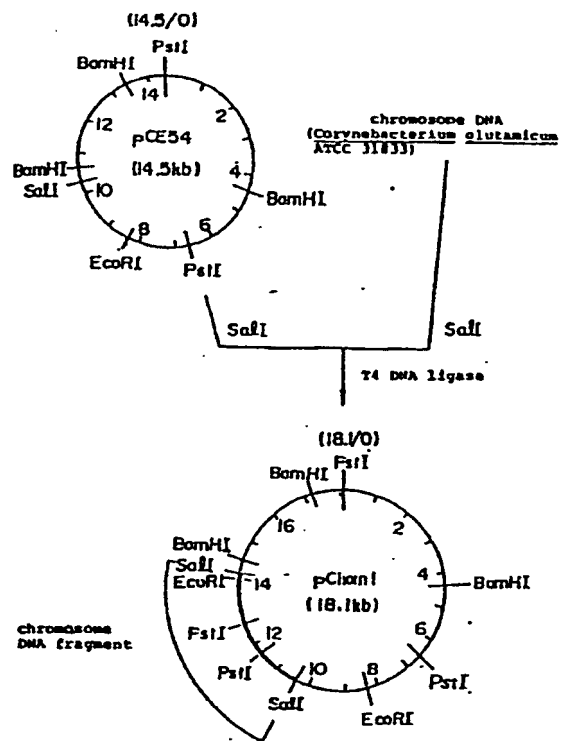 (14.5/0)
PstI
BamHI
14
2
12
pCE54
(14.5kb)
chromosome DNA
(Corynebacterium glutamicum
ATCC 31833)
BamHI
SalI
10
4
BamHI
8
6
EcoRI
PstI
SalI
SalI
T4 DNA ligase
(18.1/0)
PstI
BamHI
16
2
BamHI
SalI
EcoRI
14
4
BamHI
(18.1kb)
chromosome
DNA fragment
PstI
12
6
PstI
10
8
PstI
SalI
EcoRI